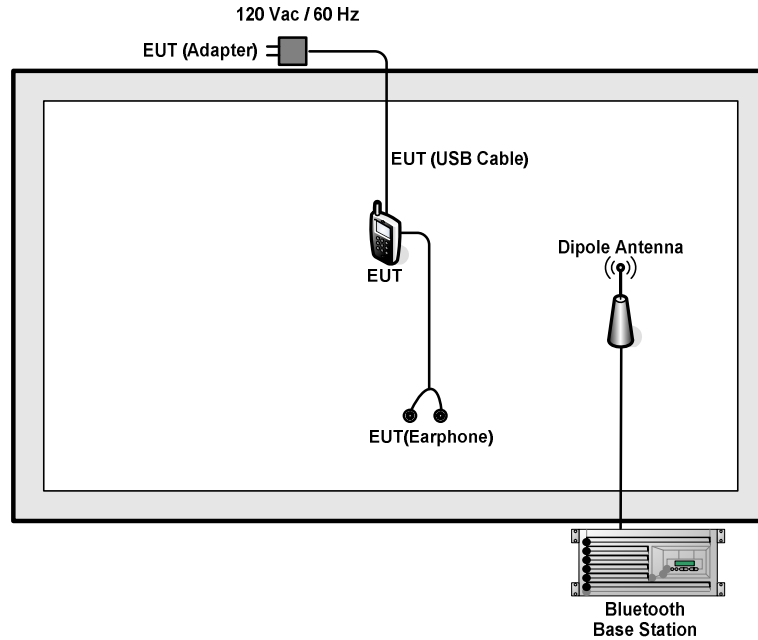 120 Vac / 60 Hz
EUT (Adapter)
EUT (USB Cable)
EUT
Dipole Antenna
EUT(Earphone)
Bluetooth
Base Station